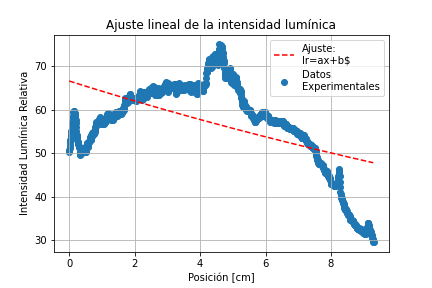 Ajuste lineal de la intensidad lumínica
Ajuste:
Ir=ax+b$
Datos
Experimentales
Intensidad Lumínica Relativa
70
60
50
40
30
0
2
4
6
8
Posición [cm]